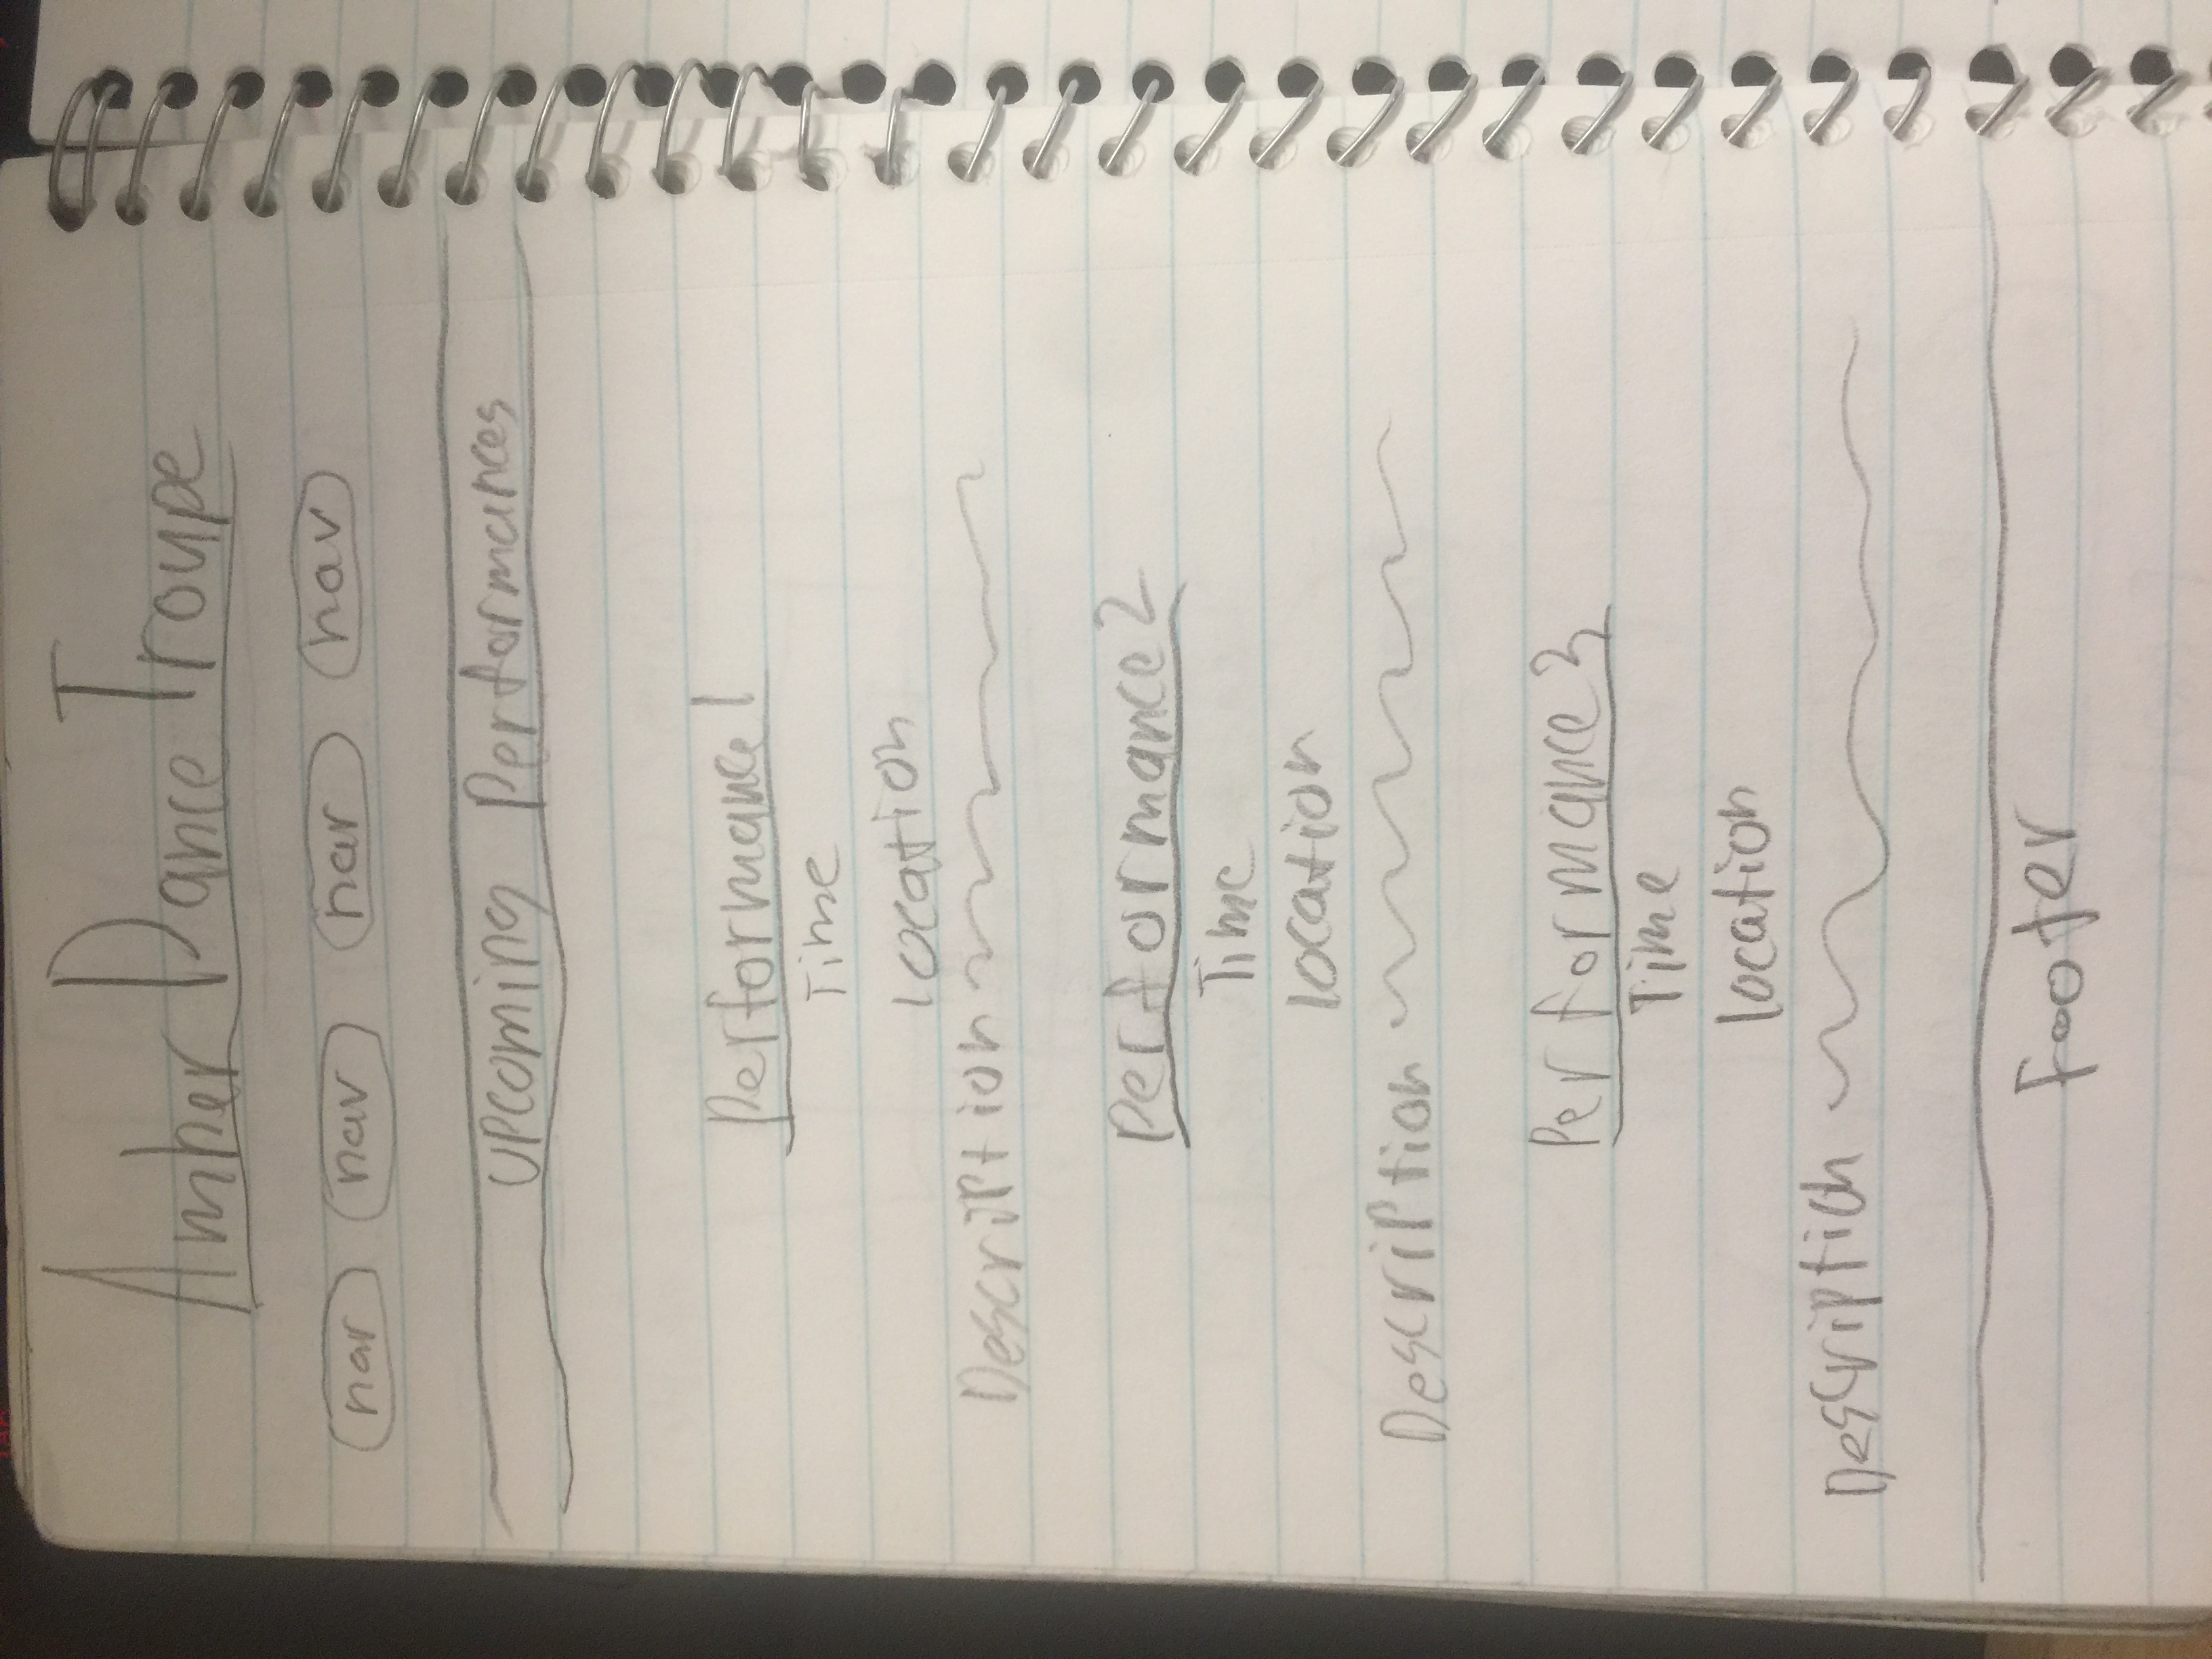 Amber Dance Troupe
nav nav nav nav
Upcoming Performances
Performance 1
Time
Location
Description
Performance 2
Time
location
Description
Performance 3
Time
location
Description
Footer